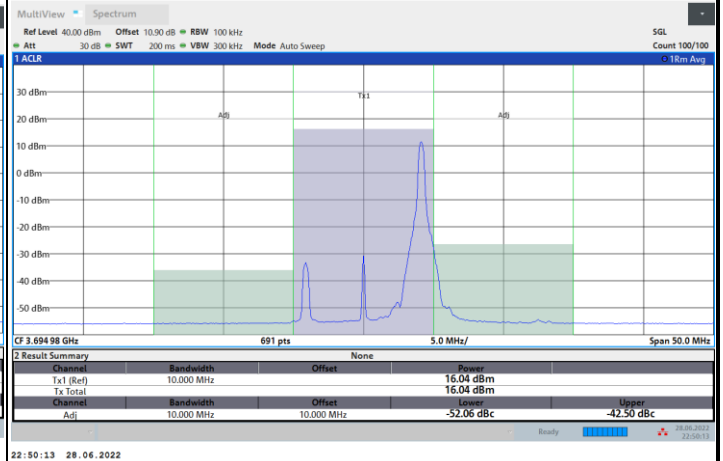 MultiView Spectrum
Ref Level 40.00 dBm Offset 10.90 dB RBW 100 kHz SGL
Att 30 dB SWT 200 ms VBW 300 kHz Mode Auto Sweep Count 100/100
1 ACLR 1Rm Avg
30 dBm
Tx1
20 dBm
Adj Adj
10 dBm
0 dBm
-10 dBm
-20 dBm
-30 dBm
-40 dBm
-50 dBm
CF 3.694 98 GHz 691 pts 5.0 MHz/ Span 50.0 MHz
2 Result Summary None
Channel Bandwidth Offset Power
Tx1 (Ref) 10.000 MHz 16.04 dBm
Tx Total 16.04 dBm
Channel Bandwidth Offset Lower Upper
Adj 10.000 MHz 10.000 MHz -52.06 dBc -42.50 dBc
Ready 28.06.2022
22:50:13
22:50:13 28.06.2022